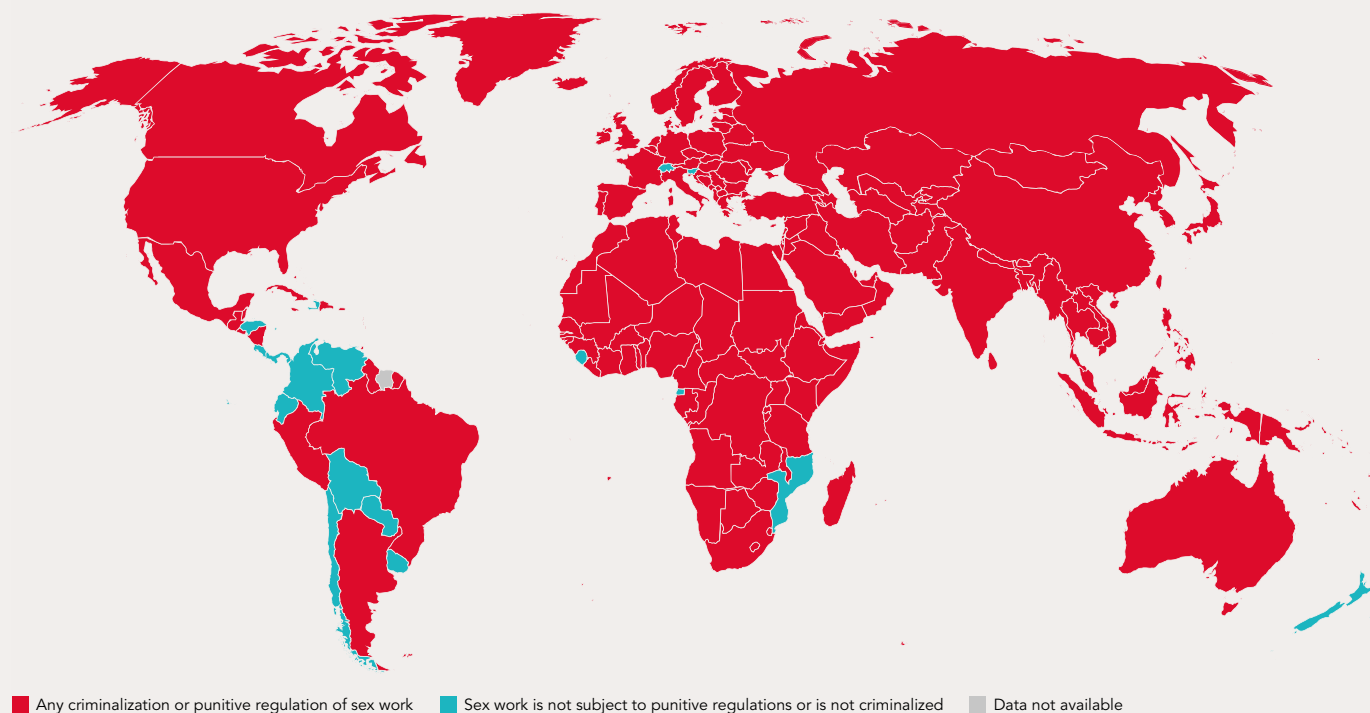 Any criminalization or punitive regulation of sex work
Sex work is not subject to punitive regulations or is not criminalized
Data not available